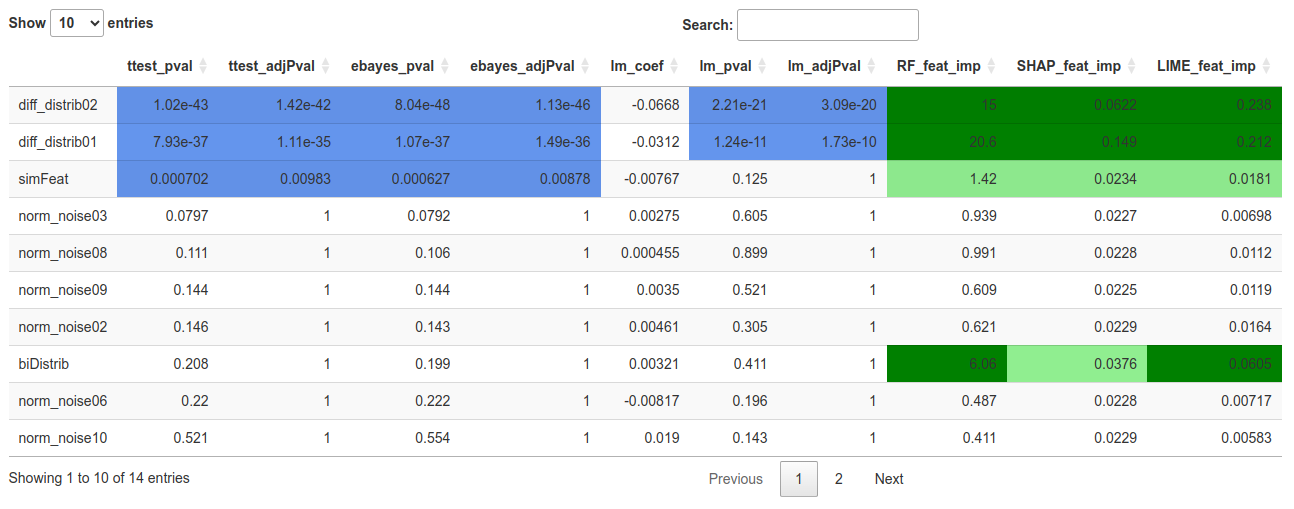 Show 10 entries Search:
ttest_pval ttest_adjPval ebayes_pval ebayes_adjPval lm_coef lm_pval lm_adjPval RF_feat_imp SHAP_feat_imp LIME_feat_imp
diff_distrib02 1.02e-43 1.42e-42 8.04e-48 1.13e-46 -0.0668 2.21e-21 3.09e-20 15 0.0622 0.238
diff_distrib01 7.93e-37 1.11e-35 1.07e-37 1.49e-36 -0.0312 1.24e-11 1.73e-10 20.6 0.149 0.212
simFeat 0.000702 0.00983 0.000627 0.00878 -0.00767 0.125 1 1.42 0.0234 0.0181
norm_noise03 0.0797 1 0.0792 1 0.00275 0.605 1 0.939 0.0227 0.00698
norm_noise08 0.111 1 0.106 1 0.000455 0.899 1 0.991 0.0228 0.0112
norm_noise09 0.144 1 0.144 1 0.0035 0.521 1 0.609 0.0225 0.0119
norm_noise02 0.146 1 0.143 1 0.00461 0.305 1 0.621 0.0229 0.0164
biDistrib 0.208 1 0.199 1 0.00321 0.411 1 6.06 0.0376 0.0605
norm_noise06 0.22 1 0.222 1 -0.00817 0.196 1 0.487 0.0228 0.00717
norm_noise10 0.521 1 0.554 1 0.019 0.143 1 0.411 0.0229 0.00583
Showing 1 to 10 of 14 entries Previous 1 2 Next